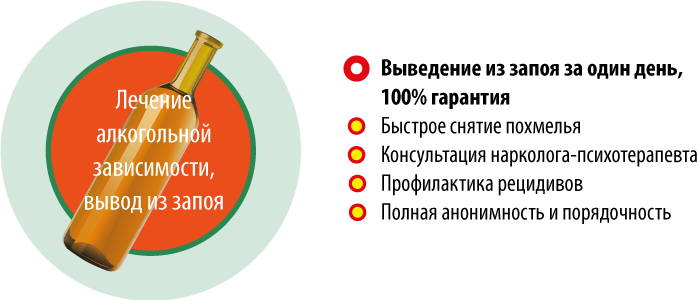 Лечение
алкогольной
зависимости,
вывод из запоя
Выведение из запоя за один день,
100% гарантия
Быстрое снятие похмелья
Консультация нарколога-психотерапевта
Профилактика рецидивов
Полная анонимность и порядочность